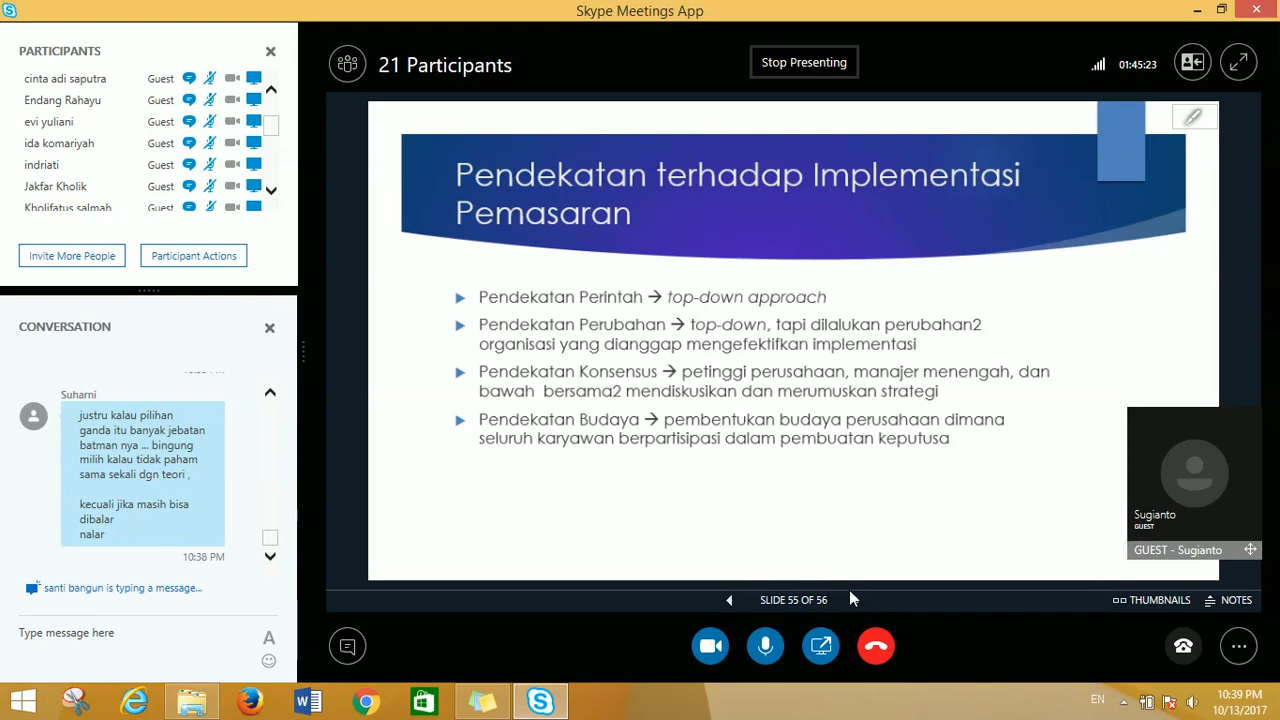 Skype Meetings App
PARTICIPANTS
cinta adi saputra Guest
Endang Rahayu Guest
evi yuliani Guest
ida komariyah Guest
indriati Guest
Jakfar Kholik Guest
Kholifatus salmah Guest
Invite More People Participant Actions
CONVERSATION
Suharni
justru kalau pilihan
ganda itu banyak jebatan
batman nya ... bingung
milih kalau tidak paham
sama sekali dgn teori ,
kecuali jika masih bisa
dibalar
nalar
10:38 PM
santi bangun is typing a message...
Type message here
21 Participants
Stop Presenting
01:45:23
Pendekatan terhadap Implementasi
Pemasaran
Pendekatan Perintah → top-down approach
Pendekatan Perubahan → top-down, tapi dilalukan perubahan2
organisasi yang dianggap mengefektifkan implementasi
Pendekatan Konsensus → petinggi perusahaan, manajer menengah, dan
bawah bersama2 mendiskusikan dan merumuskan strategi
Pendekatan Budaya → pembentukan budaya perusahaan dimana
seluruh karyawan berpartisipasi dalam pembuatan keputusa
Sugianto
GUEST
GUEST - Sugianto
SLIDE 55 OF 56
THUMBNAILS NOTES
EN
10:39 PM
10/13/2017